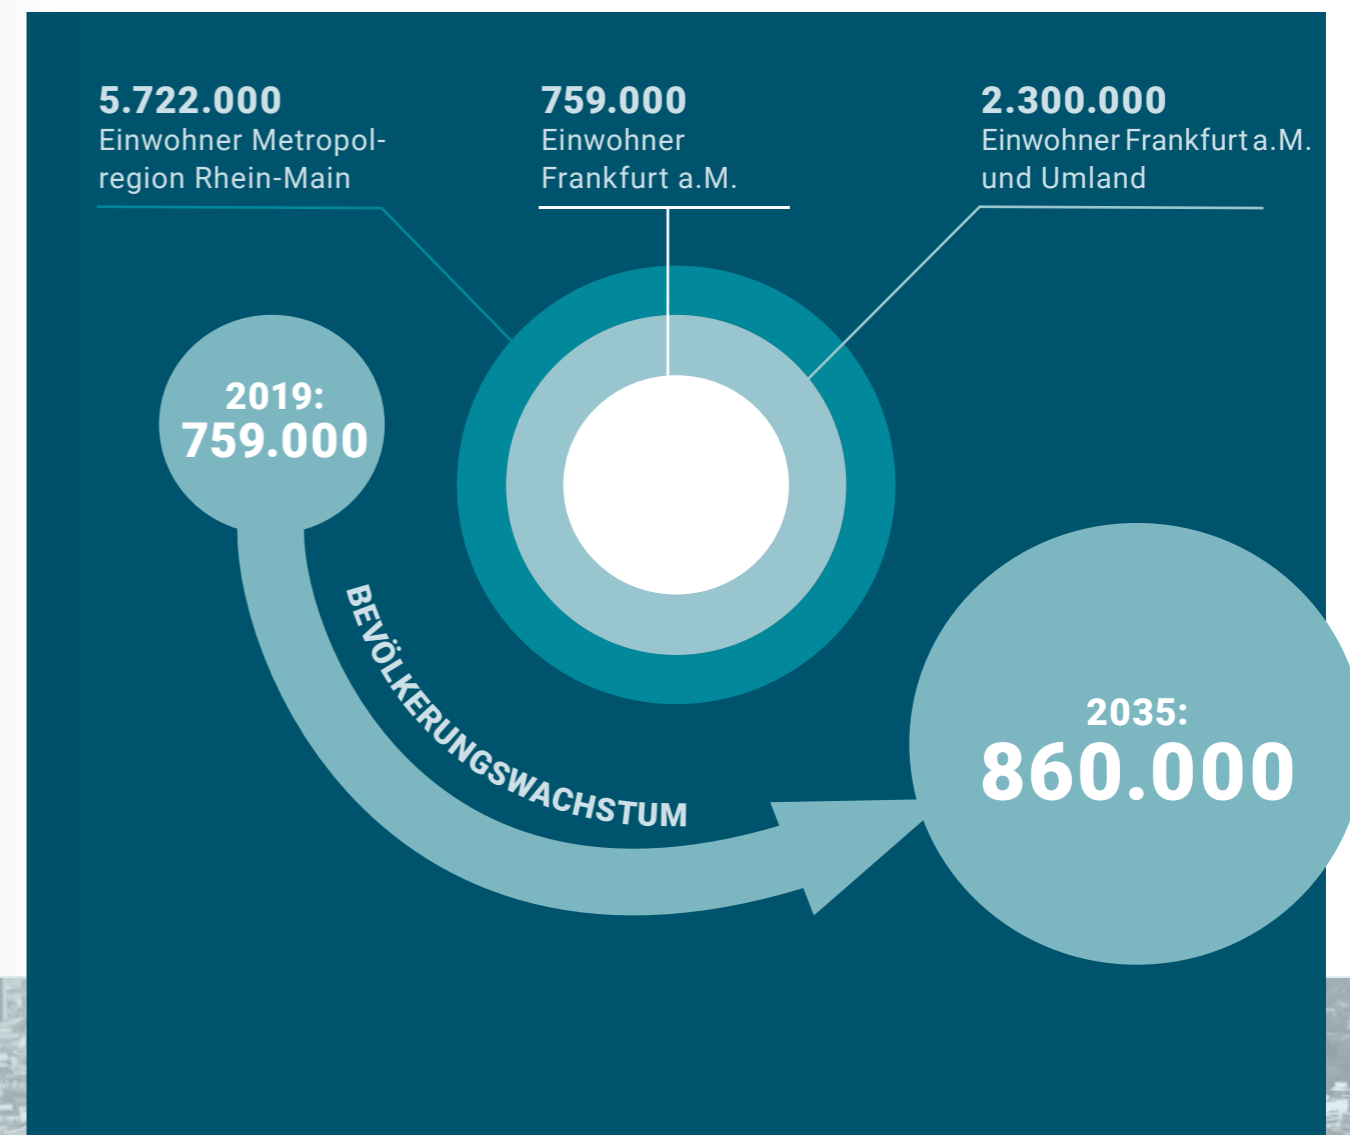 5.722.000
Einwohner Metropol-
region Rhein-Main
759.000
Einwohner
Frankfurt a.M.
2.300.000
Einwohner Frankfurt a.M.
und Umland
2019:
759.000
BEVÖLKERUNGSWACHSTUM
2035:
860.000